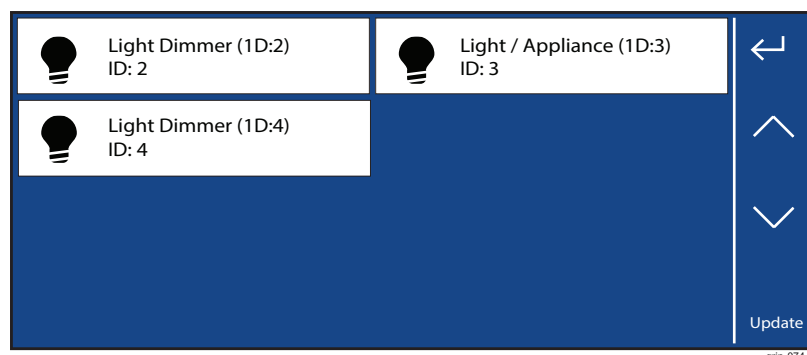 Light Dimmer (1D:2)
ID: 2
Light / Appliance (1D:3)
ID: 3
Light Dimmer (1D:4)
ID: 4
Update